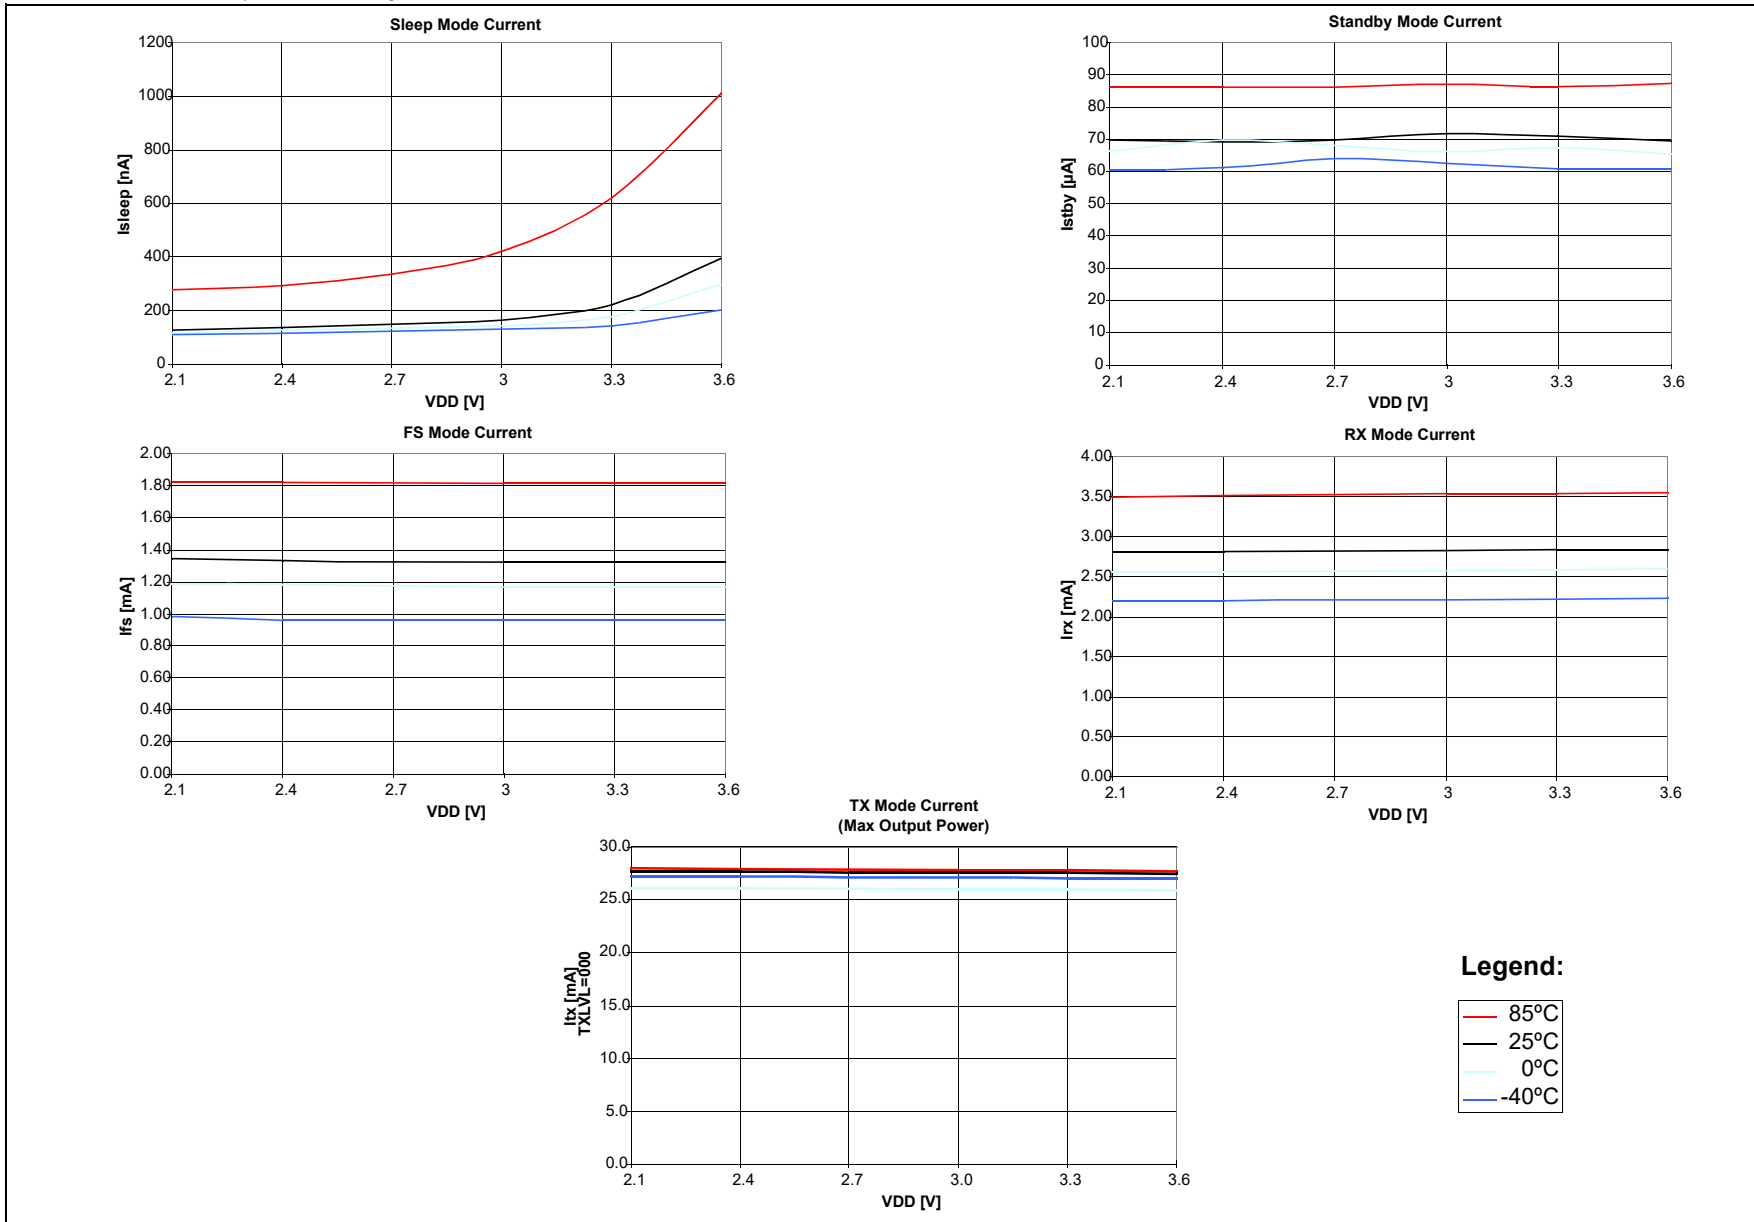 Sleep Mode Current
1200
1000
800
600
400
200
0
Isleep [nA]
2.1 2.4 2.7 3 3.3 3.6
VDD [V]
Standby Mode Current
100
90
80
70
60
50
40
30
20
10
0
Istby [µA]
2.1 2.4 2.7 3 3.3 3.6
VDD [V]
FS Mode Current
2.00
1.80
1.60
1.40
1.20
1.00
0.80
0.60
0.40
0.20
0.00
Ifs [mA]
2.1 2.4 2.7 3 3.3 3.6
VDD [V]
RX Mode Current
4.00
3.50
3.00
2.50
2.00
1.50
1.00
0.50
0.00
Irx [mA]
2.1 2.4 2.7 3 3.3 3.6
VDD [V]
TX Mode Current
(Max Output Power)
30.0
25.0
20.0
15.0
10.0
5.0
0.0
Itx [mA]
TXLVL=000
2.1 2.4 2.7 3.0 3.3 3.6
VDD [V]
Legend:
85ºC
25ºC
0ºC
-40ºC